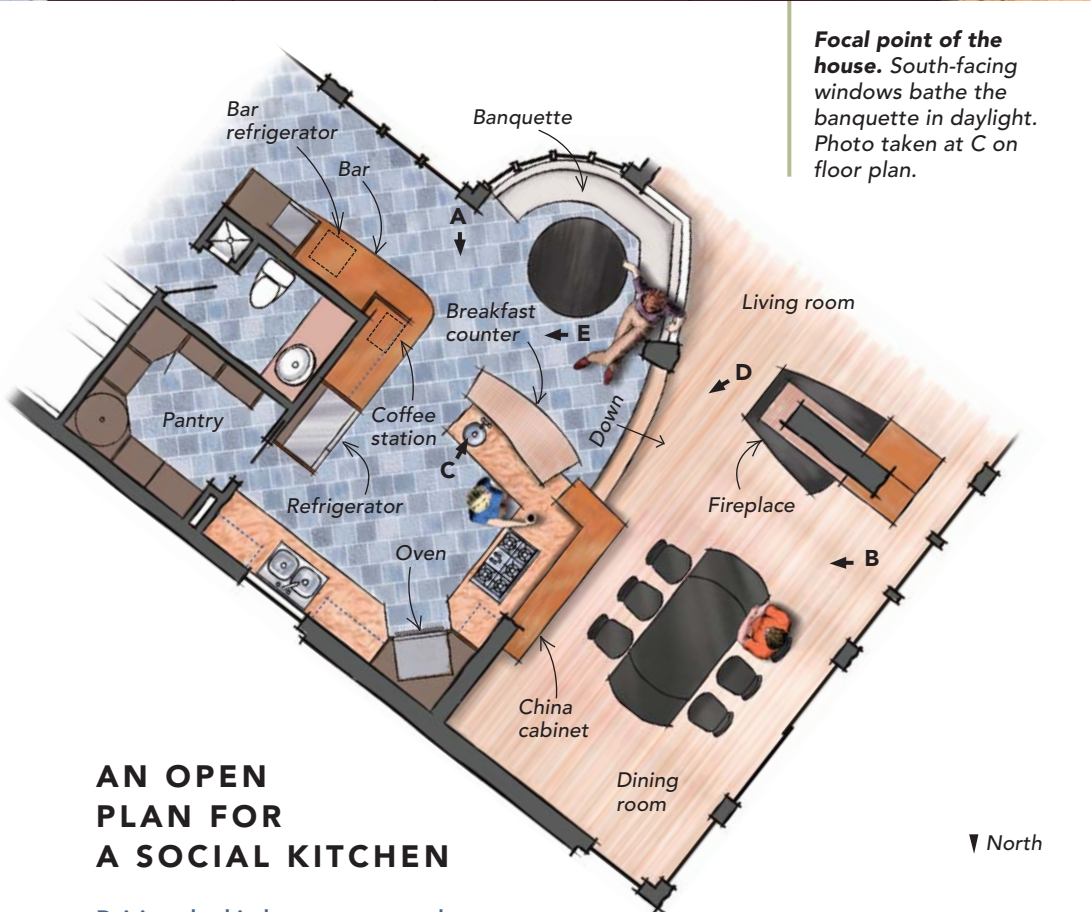 Focal point of the
house. South-facing
windows bathe the
banquette in daylight.
Photo taken at C on
floor plan.
Bar
refrigerator
Bar
Banquette
A
Breakfast
counter
E
Living room
D
Down
Pantry
Coffee
station
C
Refrigerator
Fireplace
Oven
B
China
cabinet
Dining
room
AN OPEN
PLAN FOR
A SOCIAL KITCHEN
North